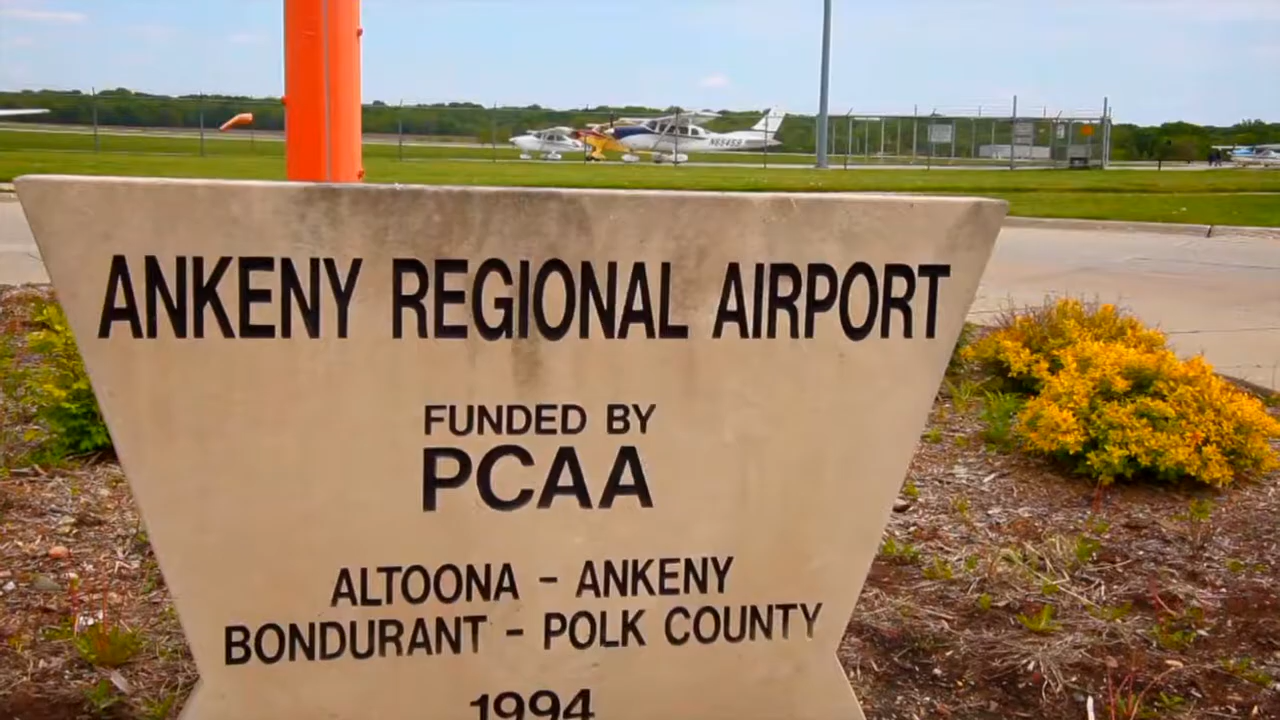 ANKENY REGIONAL AIRPORT
FUNDED BY
PCAA
ALTOONA - ANKENY
BONDURANT - POLK COUNTY
1994